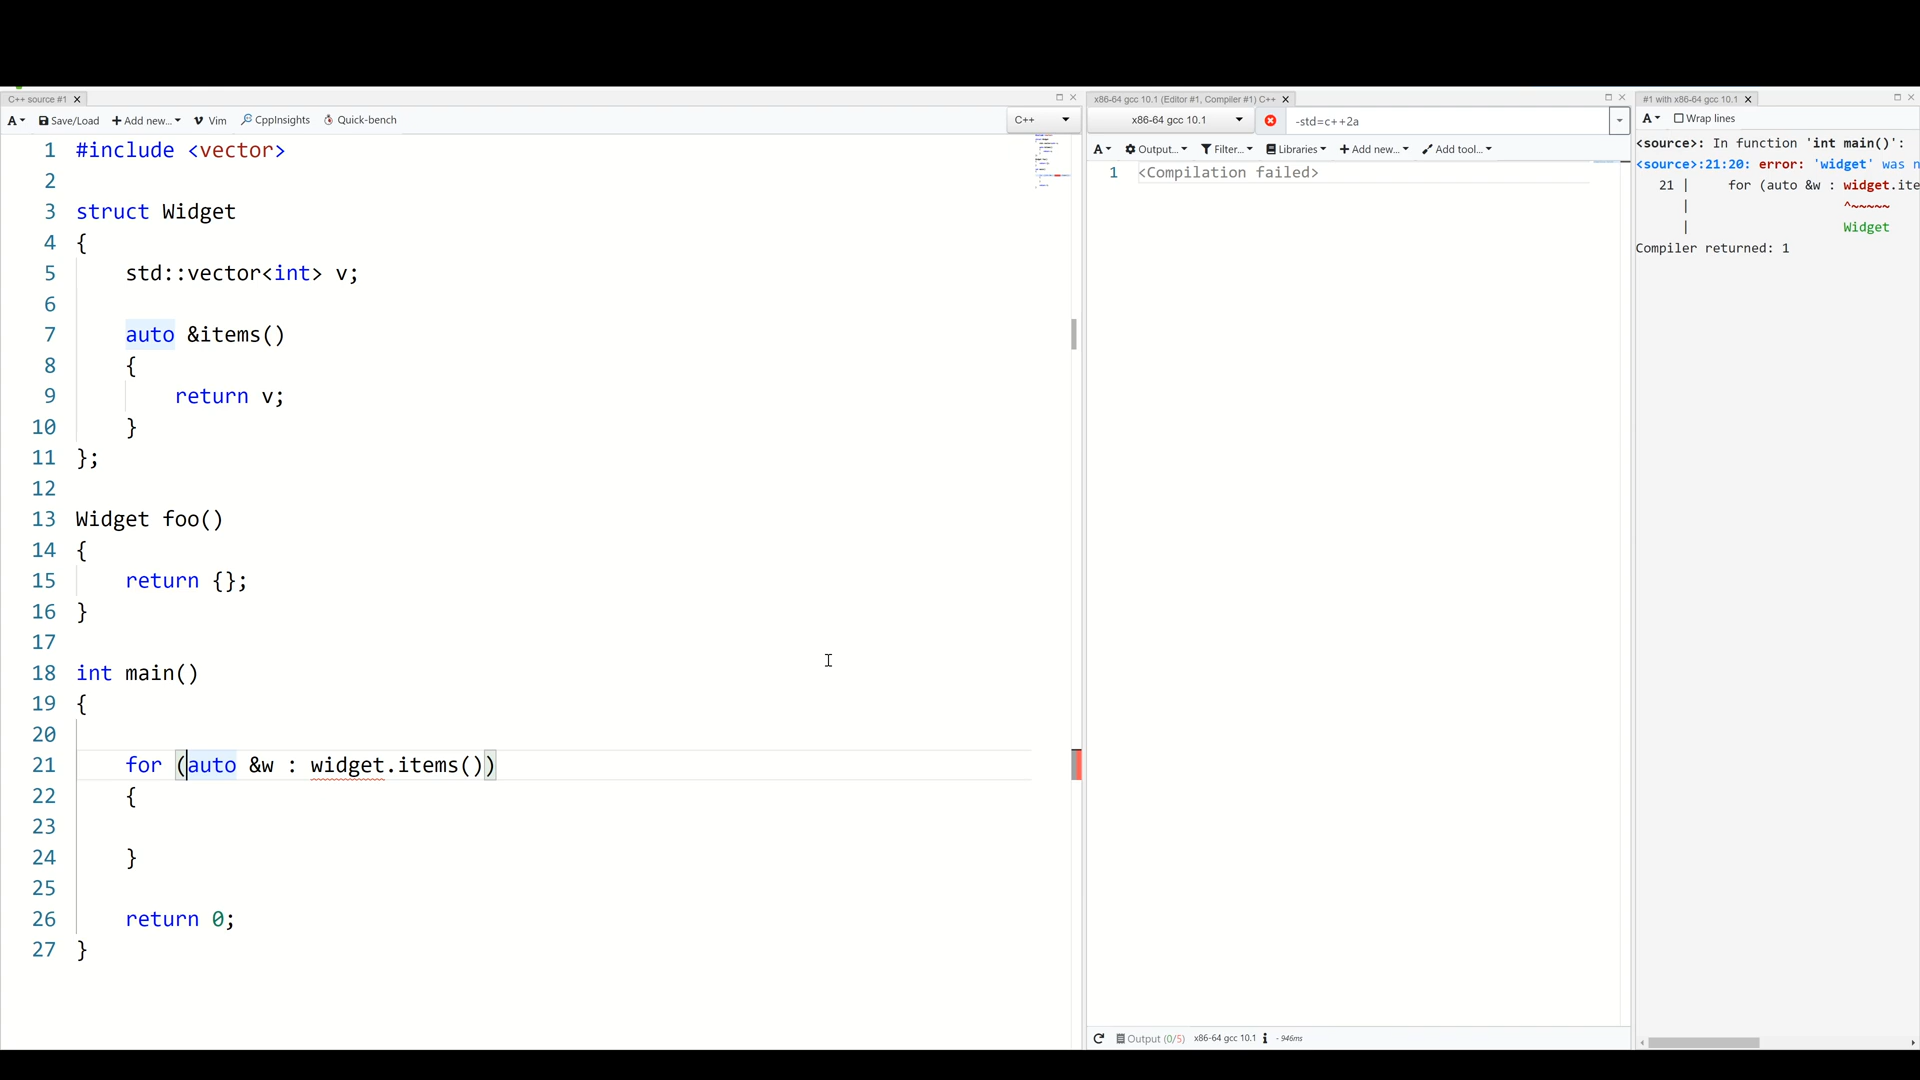 C++ source #1
A Save/Load Add new... Vim CppInsights Quick-bench C++
1 #include <vector>
2
3 struct Widget
4 {
5 std::vector<int> v;
6
7 auto &items()
8 {
9 return v;
10 }
11 };
12
13 Widget foo()
14 {
15 return {};
16 }
17
18 int main()
19 {
20
21 for (auto &w : widget.items())
22 {
23
24 }
25
26 return 0;
27 }
x86-64 gcc 10.1 (Editor #1, Compiler #1) C++
x86-64 gcc 10.1 -std=c++2a
A Output... Filter... Libraries Add new... Add tool...
1 <Compilation failed>
Output (0/5) x86-64 gcc 10.1 i - 946ms
#1 with x86-64 gcc 10.1
A Wrap lines
<source>: In function 'int main()':
<source>:21:20: error: 'widget' was n
21 | for (auto &w : widget.ite
| ^~~~~~
| Widget
Compiler returned: 1